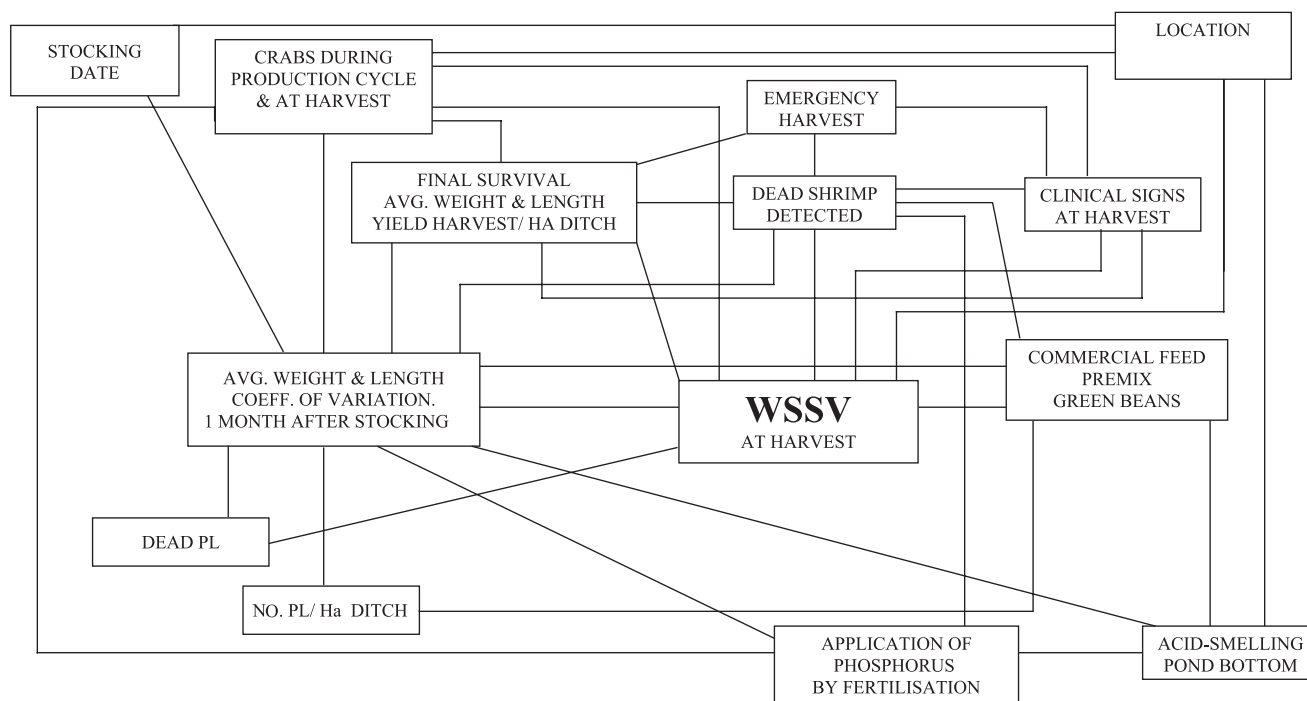 STOCKING
DATE
CRABS DURING
PRODUCTION CYCLE
& AT HARVEST
LOCATION
EMERGENCY
HARVEST
FINAL SURVIVAL
AVG. WEIGHT & LENGTH
YIELD HARVEST/ HA DITCH
DEAD SHRIMP
DETECTED
CLINICAL SIGNS
AT HARVEST
AVG. WEIGHT & LENGTH
COEFF. OF VARIATION.
1 MONTH AFTER STOCKING
WSSV
AT HARVEST
COMMERCIAL FEED
PREMIX
GREEN BEANS
DEAD PL
NO. PL/ Ha DITCH
APPLICATION OF
PHOSPHORUS
BY FERTILISATION
ACID-SMELLING
POND BOTTOM